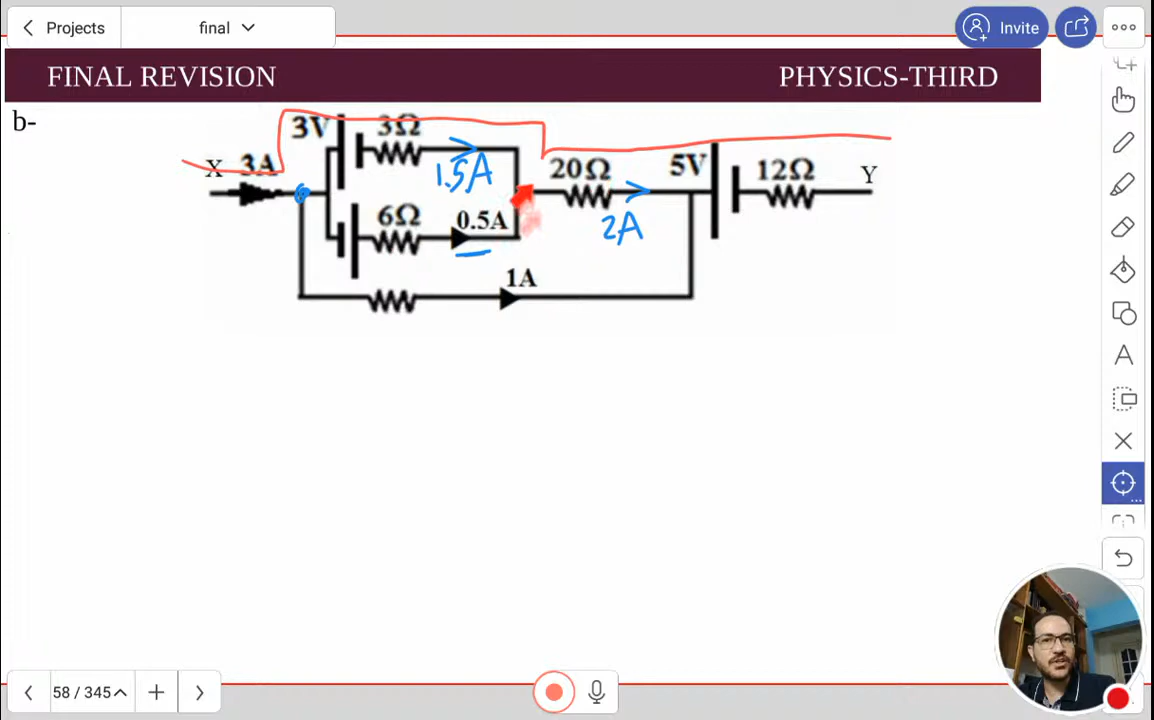 Projects
final
Invite
FINAL REVISION
PHYSICS-THIRD
b-
3V
3Ω
X
3A
1.5A
20Ω
5V
12Ω
Y
6Ω
0.5A
2A
1A
58 / 345